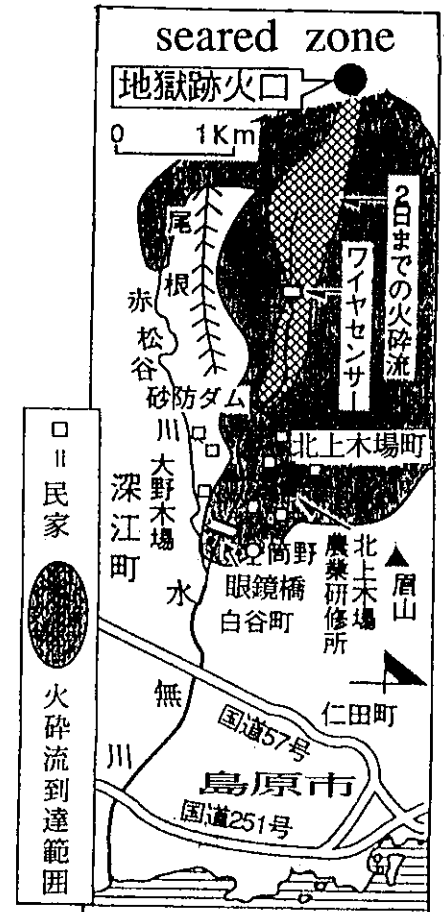 seared zone
地獄跡火口
0 1Km
2日までの火砕流
ワイヤセンサー
尾根
赤松谷川
砂防ダム
北上木場町
大野木場
深江町
筒野
北上木場農業研修所
眉山
眼鏡橋
白谷町
水無川
仁田町
国道57号
島原市
国道251号
□=民家
火砕流到達範囲